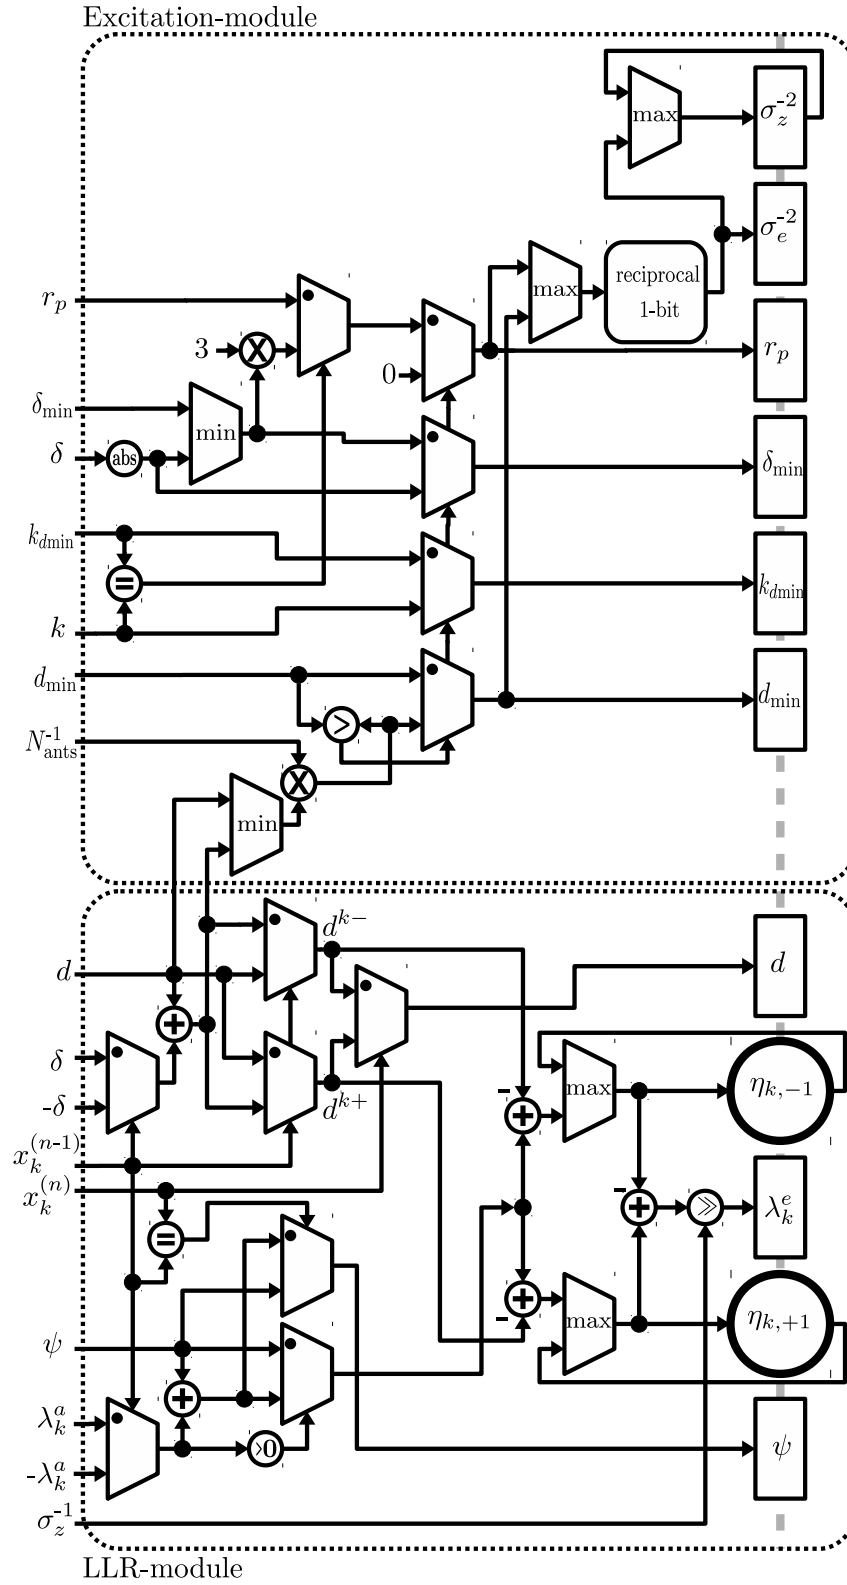 Excitation-module
max
σ_z^{-2}
σ_e^{-2}
r_p
max
reciprocal
1-bit
3
×
0
r_p
δ_min
min
δ
abs
δ_min
k_dmin
=
k_dmin
k
d_min
>
d_min
N_ants^{-1}
×
min
d^{k-}
d
d
+
δ
-δ
d^{k+}
max
η_{k,-1}
-
+
x_k^{(n-1)}
x_k^{(n)}
-
+
≫
λ_k^e
=
-
+
max
η_{k,+1}
ψ
+
λ_k^a
>0
ψ
-λ_k^a
σ_z^{-1}
LLR-module